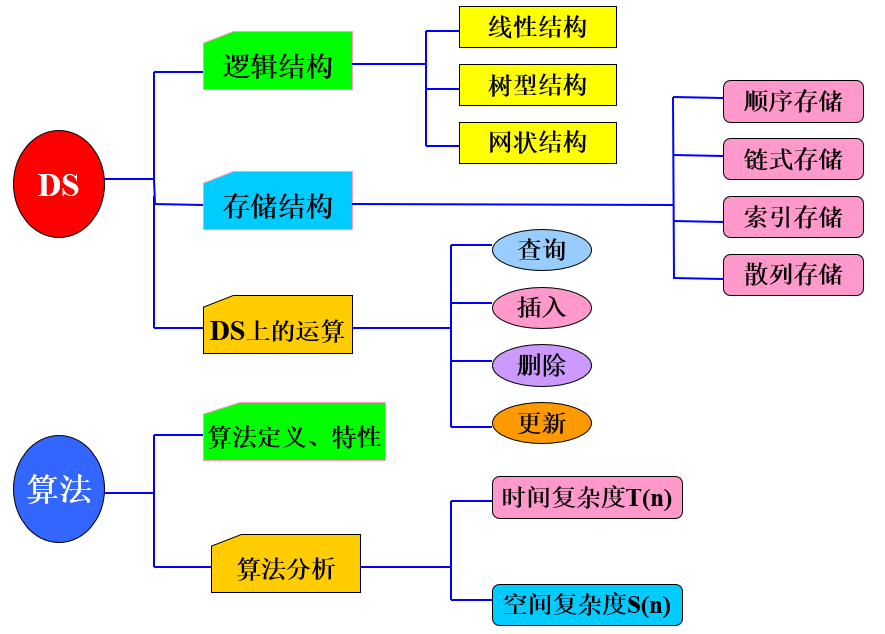 DS
逻辑结构
线性结构
树型结构
网状结构
存储结构
顺序存储
链式存储
索引存储
散列存储
DS上的运算
查询
插入
删除
更新
算法
算法定义、特性
算法分析
时间复杂度T(n)
空间复杂度S(n)